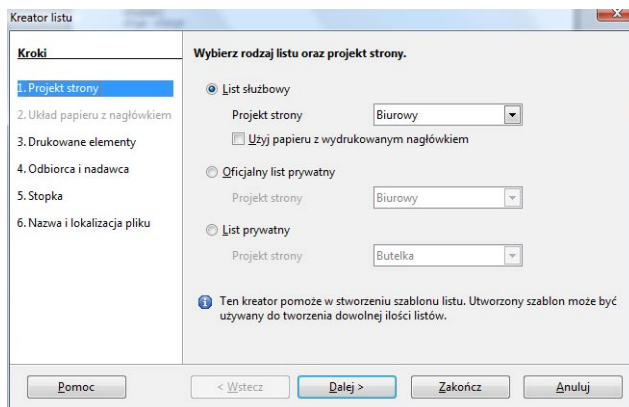 Kreator listu
Kroki
1. Projekt strony
2. Układ papieru z nagłówkiem
3. Drukowane elementy
4. Odbiorca i nadawca
5. Stopka
6. Nazwa i lokalizacja pliku
Wybierz rodzaj listu oraz projekt strony.
List służbowy
Projekt strony Biurowy
Użyj papieru z wydrukowanym nagłówkiem
Oficjalny list prywatny
Projekt strony Biurowy
List prywatny
Projekt strony Butelka
Ten kreator pomoże w stworzeniu szablonu listu. Utworzony szablon może być
używany do tworzenia dowolnej ilości listów.
Pomoc < Wstecz Dalej > Zakończ Anuluj